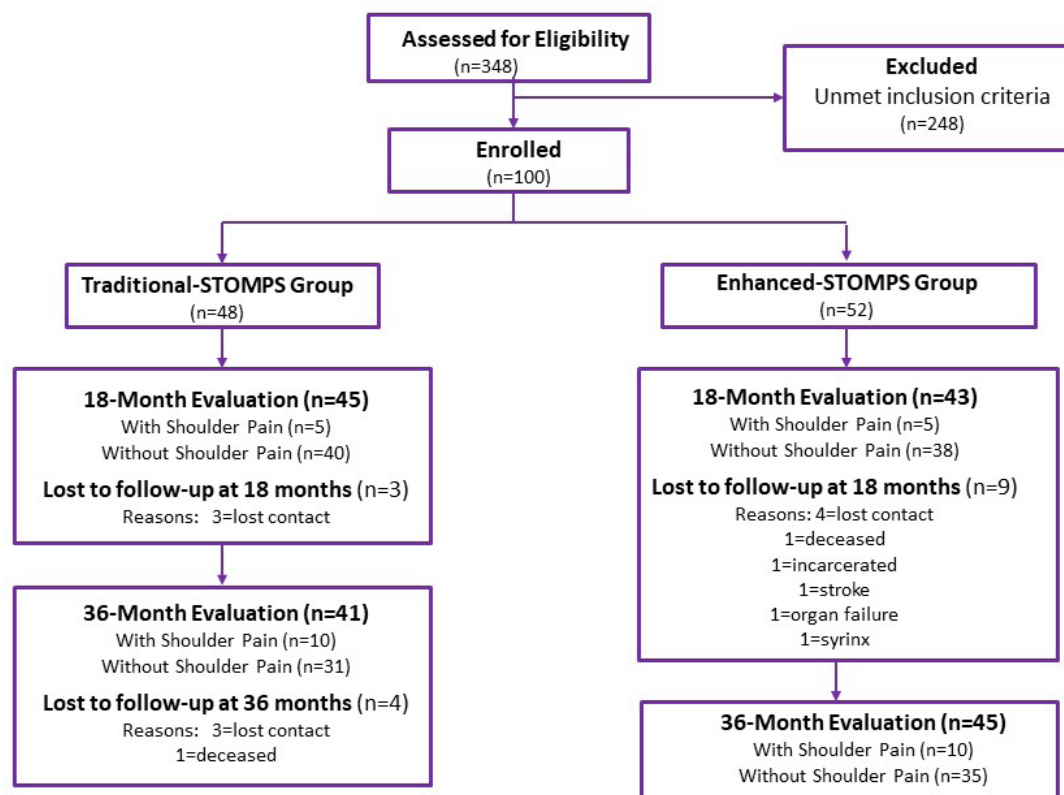 Assessed for Eligibility
(n=348)
Excluded
Unmet inclusion criteria
(n=248)
Enrolled
(n=100)
Traditional-STOMPS Group
(n=48)
Enhanced-STOMPS Group
(n=52)
18-Month Evaluation (n=45)
With Shoulder Pain (n=5)
Without Shoulder Pain (n=40)
Lost to follow-up at 18 months (n=3)
Reasons: 3=lost contact
18-Month Evaluation (n=43)
With Shoulder Pain (n=5)
Without Shoulder Pain (n=38)
Lost to follow-up at 18 months (n=9)
Reasons: 4=lost contact
1=deceased
1=incarcerated
1=stroke
1=organ failure
1=syrinx
36-Month Evaluation (n=41)
With Shoulder Pain (n=10)
Without Shoulder Pain (n=31)
Lost to follow-up at 36 months (n=4)
Reasons: 3=lost contact
1=deceased
36-Month Evaluation (n=45)
With Shoulder Pain (n=10)
Without Shoulder Pain (n=35)